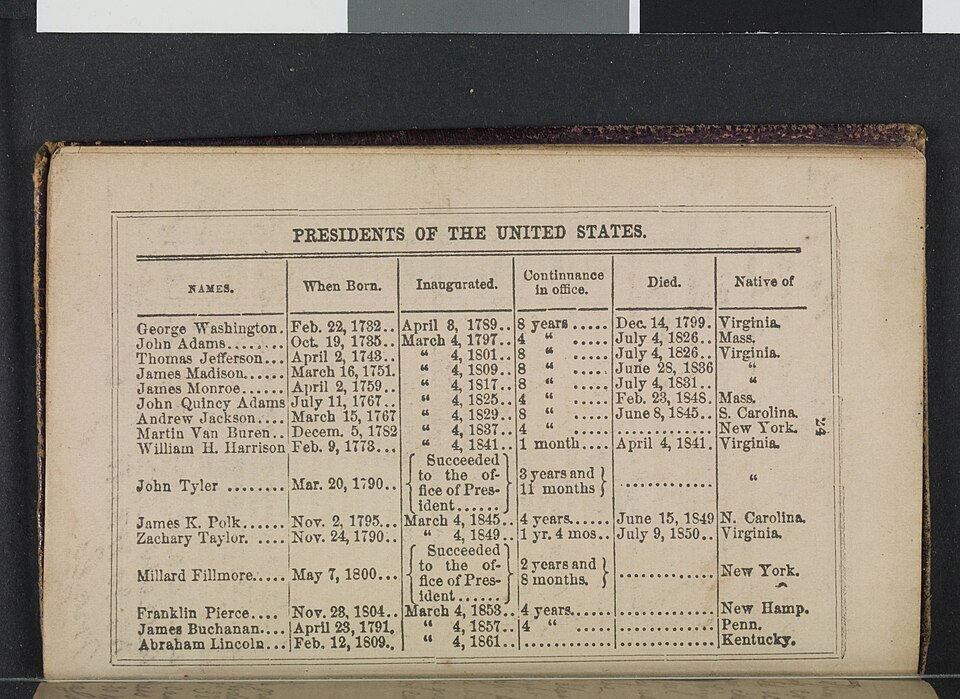 PRESIDENTS OF THE UNITED STATES.
NAMES. When Born. Inaugurated. Continuance in office. Died. Native of
George Washington. Feb. 22, 1732.. April 3, 1789.. 8 years ..... Dec. 14, 1799. Virginia.
John Adams........ Oct. 19, 1735.. March 4, 1797.. 4 “ ..... July 4, 1826.. Mass.
Thomas Jefferson... April 2, 1743.. “ 4, 1801.. 8 “ ..... July 4, 1826.. Virginia.
James Madison...... March 16, 1751. “ 4, 1809.. 8 “ ..... June 28, 1836 “
James Monroe...... April 2, 1759.. “ 4, 1817.. 8 “ ..... July 4, 1831.. “
John Quincy Adams July 11, 1767.. “ 4, 1825.. 4 “ ..... Feb. 23, 1848. Mass.
Andrew Jackson.... March 15, 1767 “ 4, 1829.. 8 “ ..... June 8, 1845.. S. Carolina.
Martin Van Buren.. Decem. 5, 1782 “ 4, 1837.. 4 “ ..... ............ New York.
William H. Harrison Feb. 9, 1773... “ 4, 1841.. 1 month.... April 4, 1841. Virginia.
John Tyler ........ Mar. 20, 1790.. { Succeeded to the office of President...... } 3 years and 11 months } ............ “
James K. Polk...... Nov. 2, 1795... March 4, 1845.. 4 years...... June 15, 1849 N. Carolina.
Zachary Taylor. .... Nov. 24, 1790.. “ 4, 1849.. 1 yr. 4 mos.. July 9, 1850.. Virginia.
Millard Fillmore..... May 7, 1800... { Succeeded to the office of President...... } 2 years and 8 months. } ............ New York.
Franklin Pierce.... Nov. 23, 1804.. March 4, 1853.. 4 years...... ............ New Hamp.
James Buchanan.... April 23, 1791. “ 4, 1857.. 4 “ ..... ............ Penn.
Abraham Lincoln... Feb. 12, 1809.. “ 4, 1861.. ............ ............ Kentucky.
24